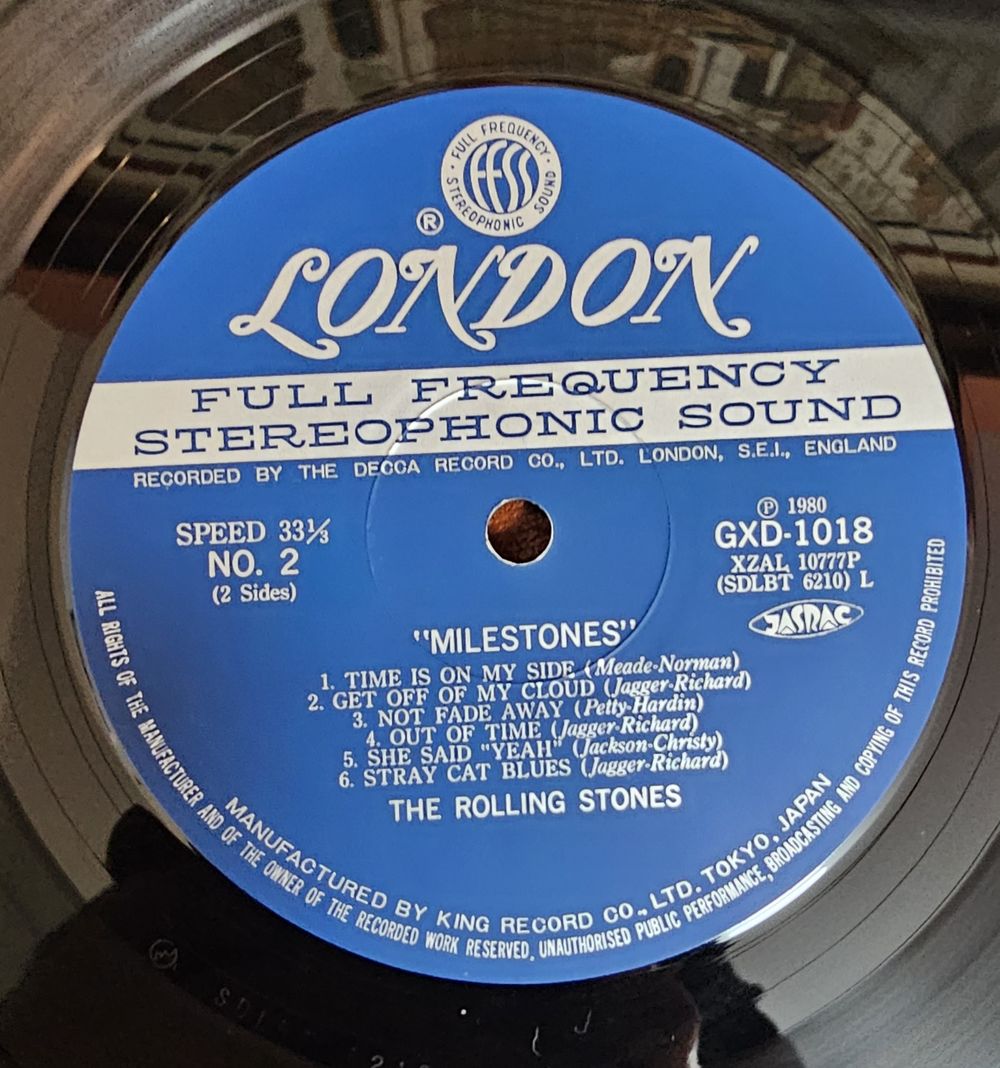 FULL FREQUENCY
STEREOPHONIC SOUND
FFSS
®
LONDON
FULL FREQUENCY
STEREOPHONIC SOUND
RECORDED BY THE DECCA RECORD CO., LTD. LONDON, S.E.I., ENGLAND
SPEED 33⅓
NO. 2
(2 Sides)
Ⓟ 1980
GXD-1018
XZAL 10777P
(SDLBT 6210) L
JASRAC
"MILESTONES"
1. TIME IS ON MY SIDE (Meade-Norman)
2. GET OFF OF MY CLOUD (Jagger-Richard)
3. NOT FADE AWAY (Petty-Hardin)
4. OUT OF TIME (Jagger-Richard)
5. SHE SAID "YEAH" (Jackson-Christy)
6. STRAY CAT BLUES (Jagger-Richard)
THE ROLLING STONES
MANUFACTURED BY KING RECORD CO., LTD. TOKYO, JAPAN
ALL RIGHTS OF THE MANUFACTURER AND OF THE OWNER OF THE RECORDED WORK RESERVED. UNAUTHORISED PUBLIC PERFORMANCE, BROADCASTING AND COPYING OF THIS RECORD PROHIBITED